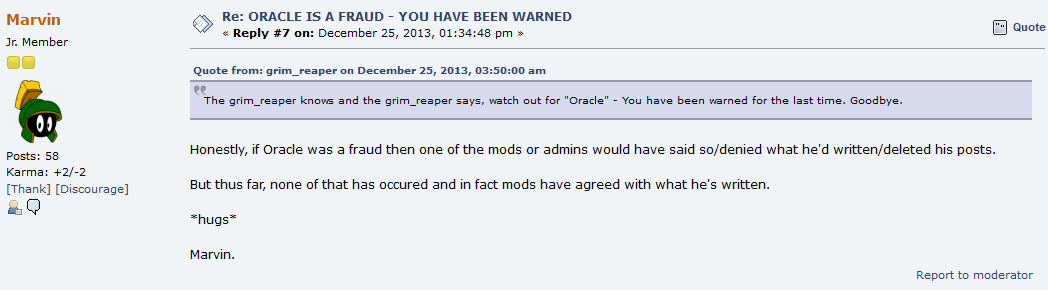 Marvin
Jr. Member
Posts: 58
Karma: +2/-2
[Thank] [Discourage]
Re: ORACLE IS A FRAUD - YOU HAVE BEEN WARNED
« Reply #7 on: December 25, 2013, 01:34:48 pm »
Quote
Quote from: grim_reaper on December 25, 2013, 03:50:00 am
The grim_reaper knows and the grim_reaper says, watch out for "Oracle" - You have been warned for the last time. Goodbye.
Honestly, if Oracle was a fraud then one of the mods or admins would have said so/denied what he'd written/deleted his posts.
But thus far, none of that has occured and in fact mods have agreed with what he's written.
*hugs*
Marvin.
Report to moderator